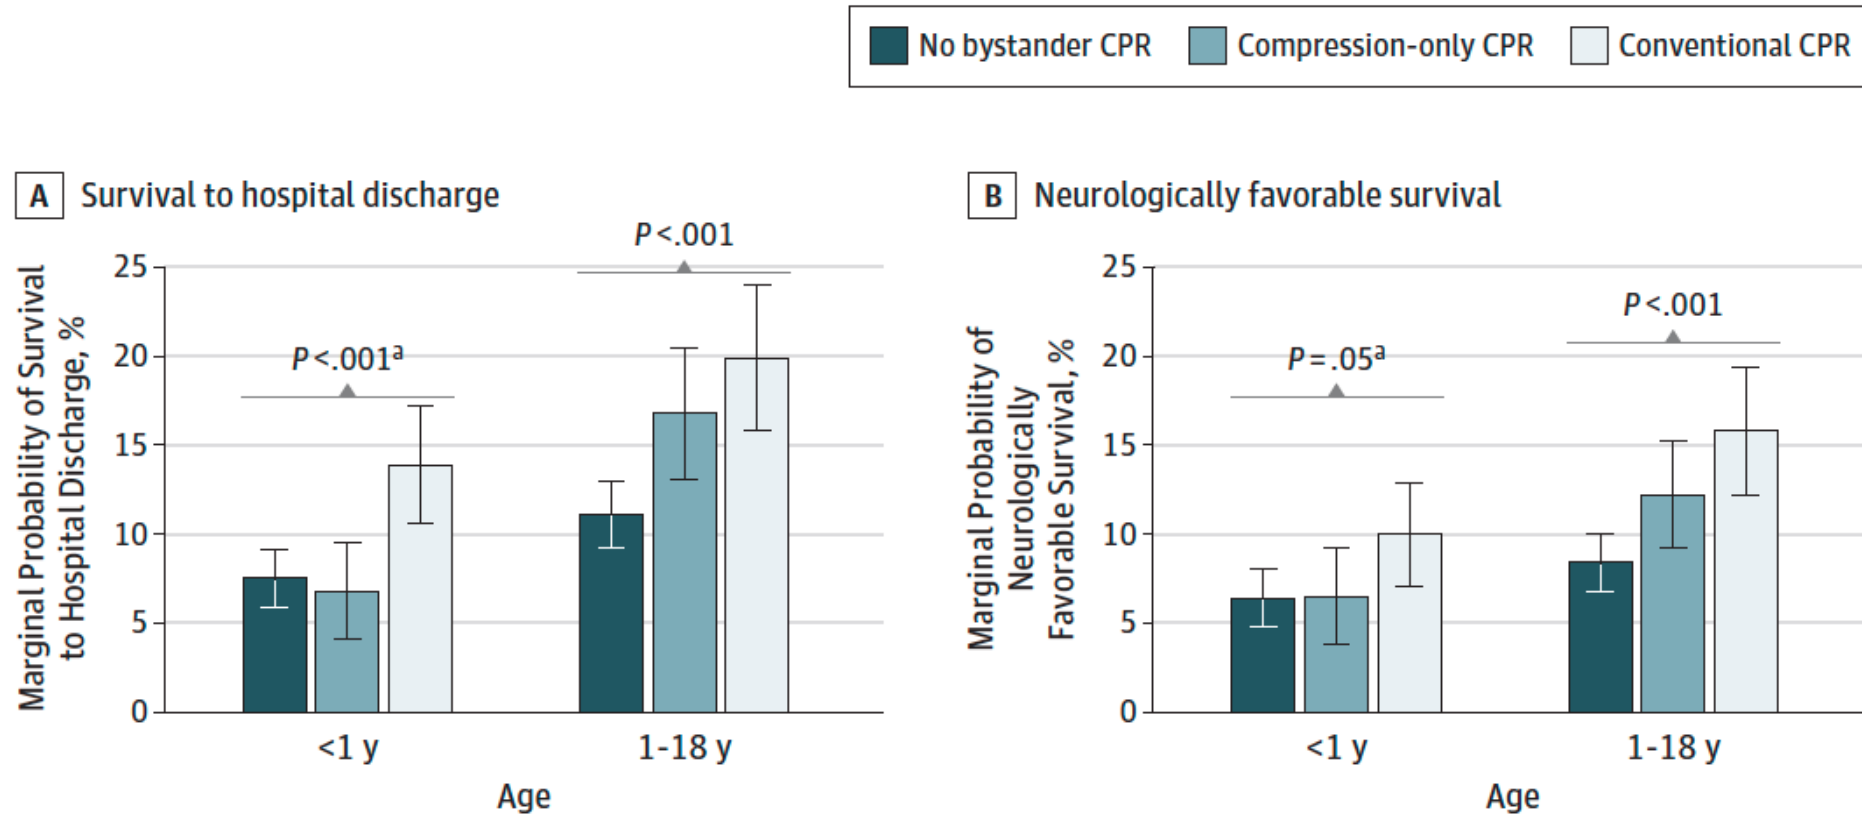 No bystander CPR Compression-only CPR Conventional CPR
A Survival to hospital discharge
Marginal Probability of Survival
to Hospital Discharge, %
25
20
15
10
5
0
P <.001a
P <.001
<1 y
1-18 y
Age
B Neurologically favorable survival
Marginal Probability of
Neurologically
Favorable Survival, %
25
20
15
10
5
0
P = .05a
P <.001
<1 y
1-18 y
Age